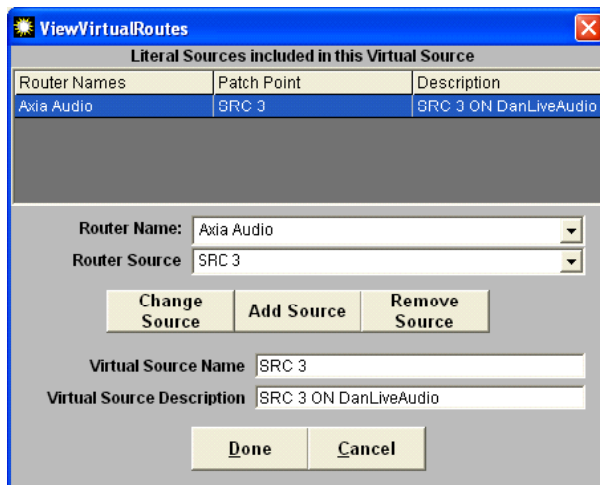 ViewVirtualRoutes
Literal Sources included in this Virtual Source
Router Names Patch Point Description
Axia Audio SRC 3 SRC 3 ON DanLiveAudio
Router Name: Axia Audio
Router Source SRC 3
Change Source Add Source Remove Source
Virtual Source Name SRC 3
Virtual Source Description SRC 3 ON DanLiveAudio
Done Cancel